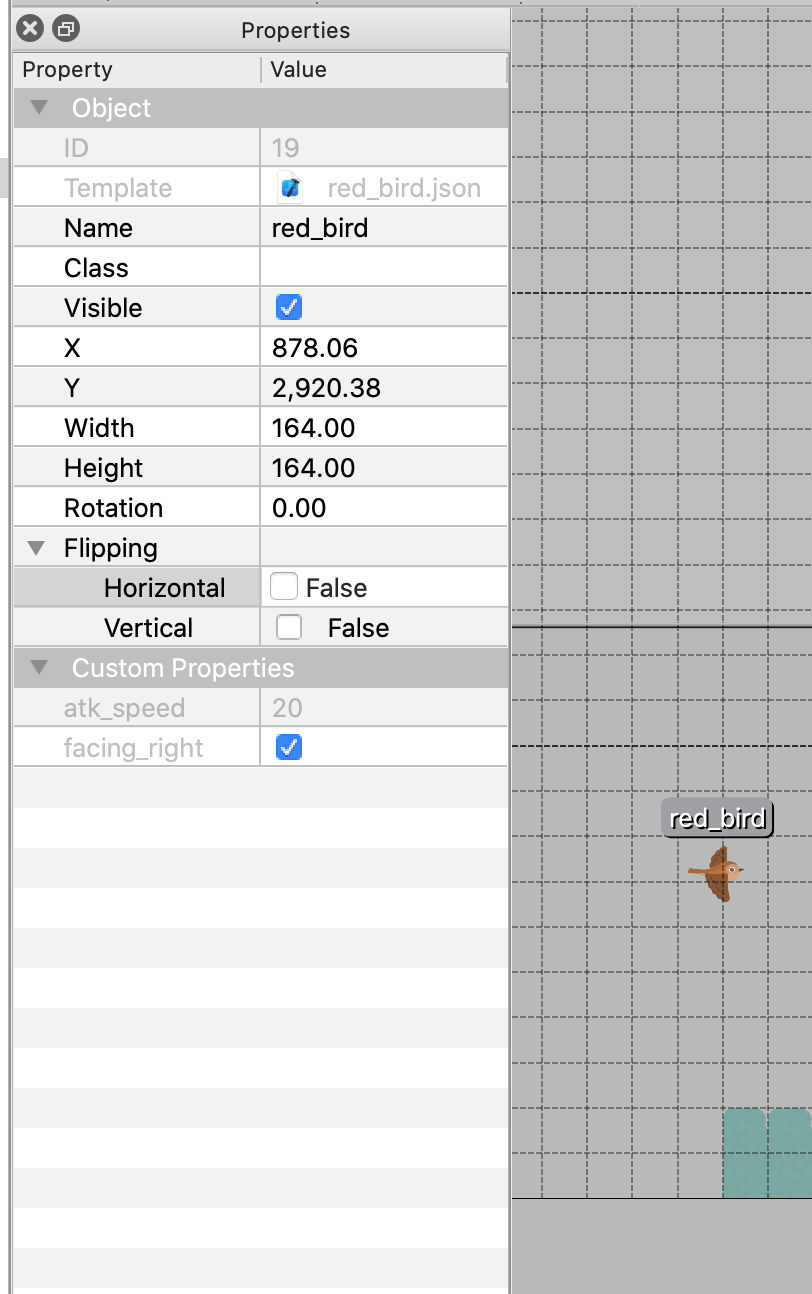 Properties
Property Value
Object
ID 19
Template red_bird.json
Name red_bird
Class
Visible
X 878.06
Y 2,920.38
Width 164.00
Height 164.00
Rotation 0.00
Flipping
Horizontal False
Vertical False
Custom Properties
atk_speed 20
facing_right
red_bird